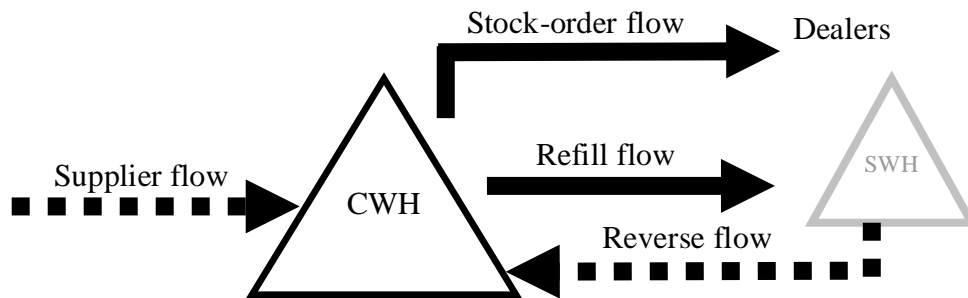 Stock-order flow
Dealers
Refill flow
SWH
Supplier flow
CWH
Reverse flow